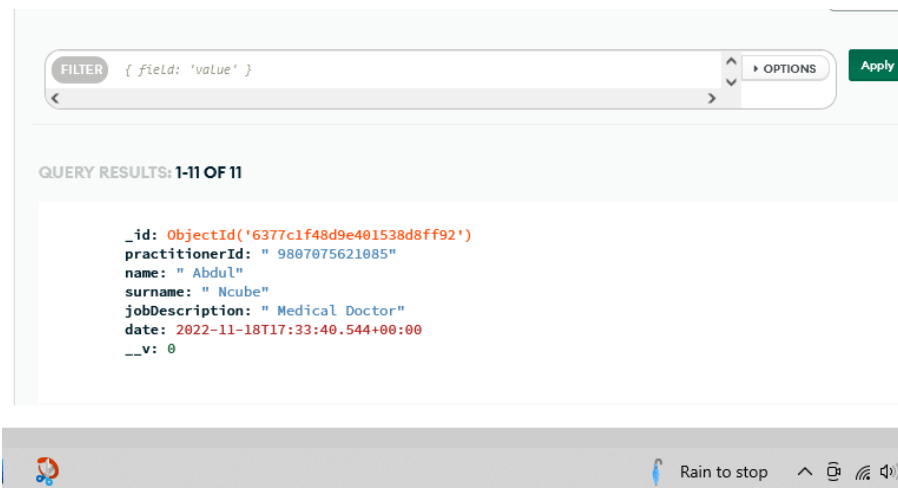 FILTER { field: 'value' } OPTIONS Apply
QUERY RESULTS: 1-11 OF 11
_id: ObjectId('6377c1f48d9e401538d8ff92')
practitionerId: " 9807075621085"
name: " Abdul"
surname: " Ncube"
jobDescription: " Medical Doctor"
date: 2022-11-18T17:33:40.544+00:00
__v: 0
Rain to stop